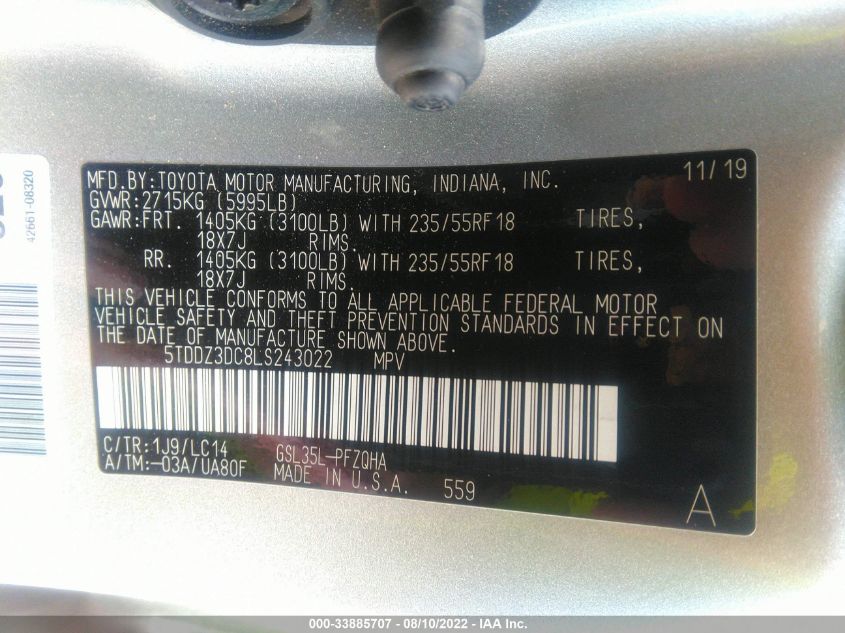 MFD.BY:TOYOTA MOTOR MANUFACTURING, INDIANA, INC. 11/19
GVWR:2715KG (5995LB)
GAWR:FRT. 1405KG (3100LB) WITH 235/55RF18 TIRES,
18X7J RIMS.
RR. 1405KG (3100LB) WITH 235/55RF18 TIRES,
18X7J RIMS.
THIS VEHICLE CONFORMS TO ALL APPLICABLE FEDERAL MOTOR
VEHICLE SAFETY AND THEFT PREVENTION STANDARDS IN EFFECT ON
THE DATE OF MANUFACTURE SHOWN ABOVE.
5TDDZ3DC8LS243022 MPV
C/TR:1J9/LC14 GSL35L-PFZQHA
A/TM:-03A/UA80F MADE IN U.S.A. 559 A
42661-08320
000-33885707 - 08/10/2022 - IAA Inc.